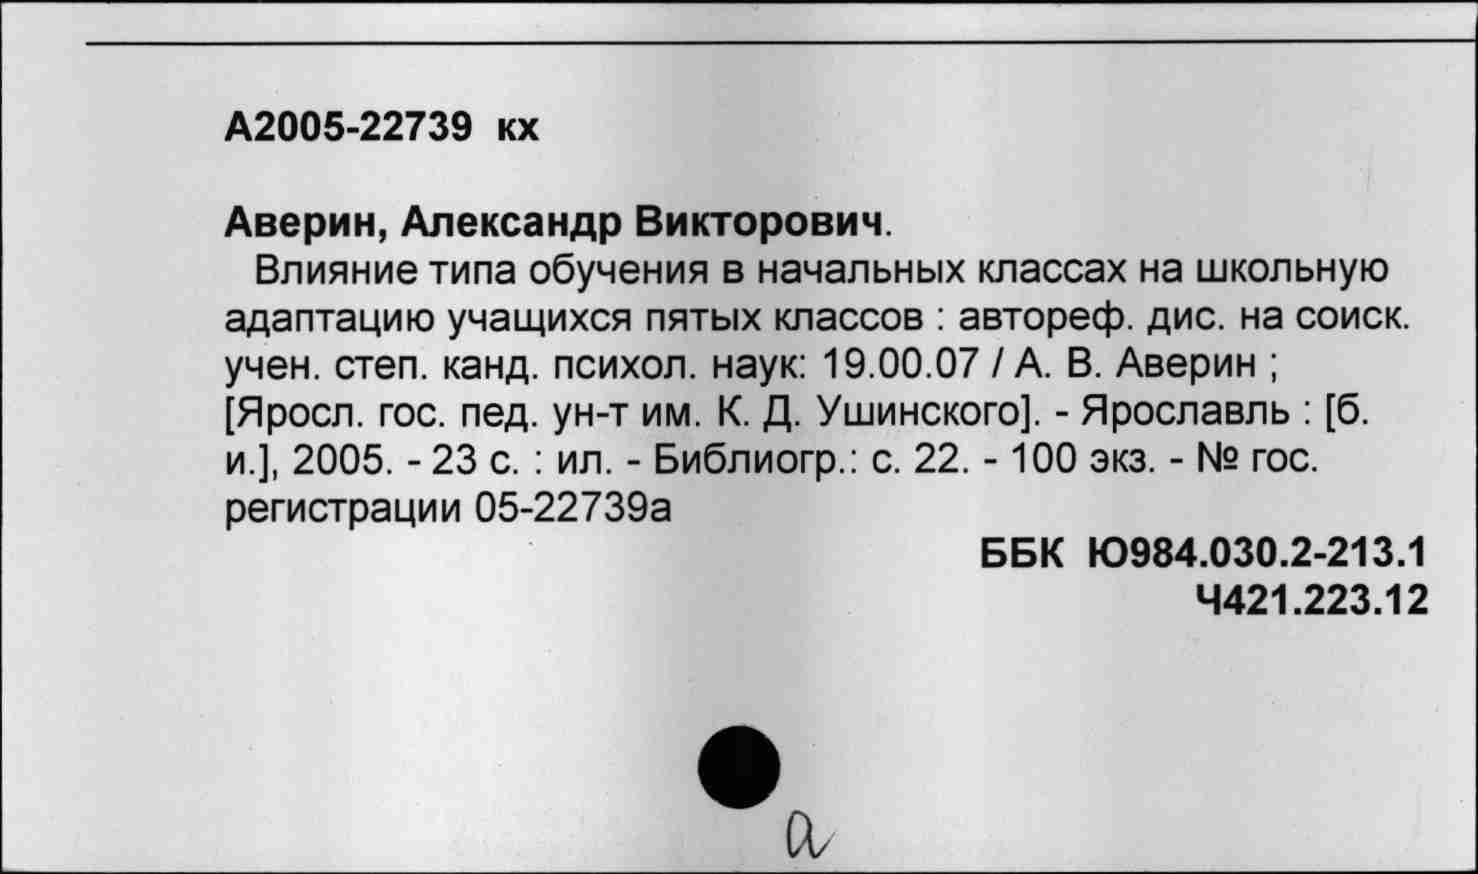 А2005-22739 кх
Аверин, Александр Викторович.
Влияние типа обучения в начальных классах на школьную
адаптацию учащихся пятых классов : автореф. дис. на соиск.
учен. степ. канд. психол. наук: 19.00.07 / А. В. Аверин ;
[Яросл. гос. пед. ун-т им. К. Д. Ушинского]. - Ярославль : [б.
и.], 2005. - 23 с. : ил. - Библиогр.: с. 22. - 100 экз. - № гос.
регистрации 05-22739а
ББК Ю984.030.2-213.1
Ч421.223.12
а